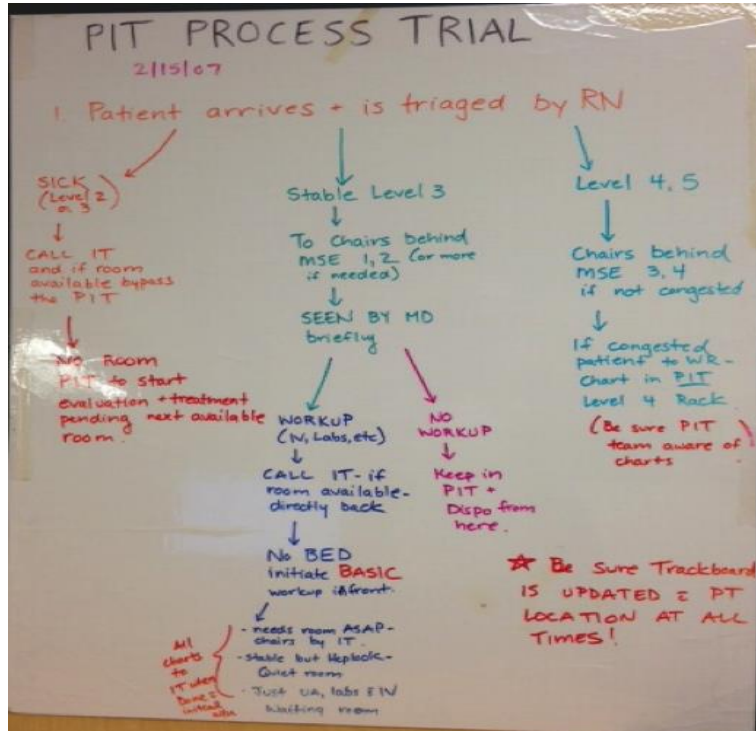 PIT PROCESS TRIAL
2/15/07
1. Patient arrives + is triaged by RN
SICK
(Level 2
or 3)
CALL IT
and if room
available bypass
the PIT
No Room
PIT to start
evaluation + treatment
pending next available
room.
Stable Level 3
To Chairs behind
MSE 1, 2 (or more
if needed)
SEEN BY MD
briefly
WORKUP
(IV, Labs, etc)
CALL IT - if
room available -
directly back
No BED
initiate BASIC
workup in front.
- needs room ASAP -
chairs by IT.
- stable but Heplock -
Quiet room
- Just UA, labs
Waiting room
All
charts
to
IT when
Done
initial
NO
WORKUP
Keep in
PIT +
Dispo from
here.
Level 4, 5
Chairs behind
MSE 3, 4
if not congested
If congested
patient to WR -
Chart in PIT
Level 4 Rack
(Be sure PIT
team aware of
charts)
☆ Be Sure Trackboard
IS UPDATED c̄ PT
LOCATION AT ALL
TIMES!